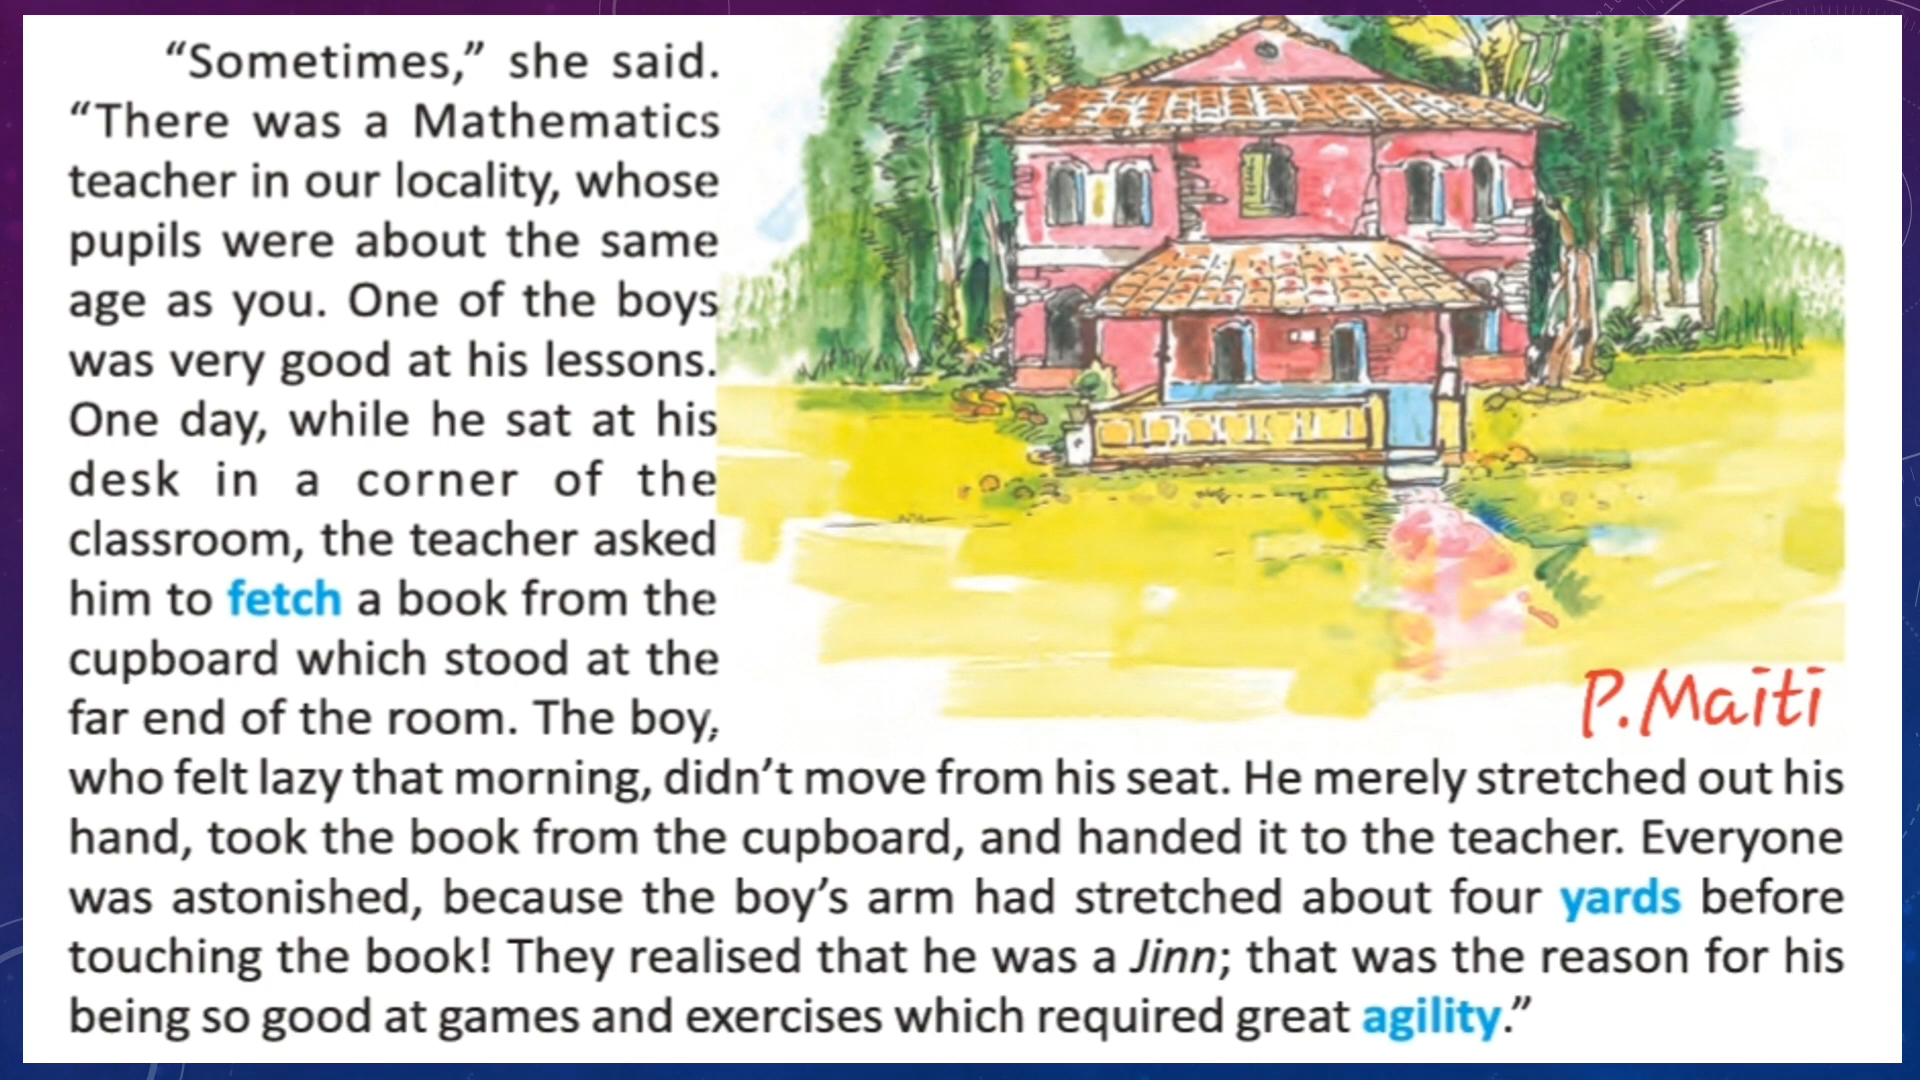 “Sometimes,” she said.
“There was a Mathematics
teacher in our locality, whose
pupils were about the same
age as you. One of the boys
was very good at his lessons.
One day, while he sat at his
desk in a corner of the
classroom, the teacher asked
him to fetch a book from the
cupboard which stood at the
far end of the room. The boy,
P.Maiti
who felt lazy that morning, didn’t move from his seat. He merely stretched out his
hand, took the book from the cupboard, and handed it to the teacher. Everyone
was astonished, because the boy’s arm had stretched about four yards before
touching the book! They realised that he was a Jinn; that was the reason for his
being so good at games and exercises which required great agility.”